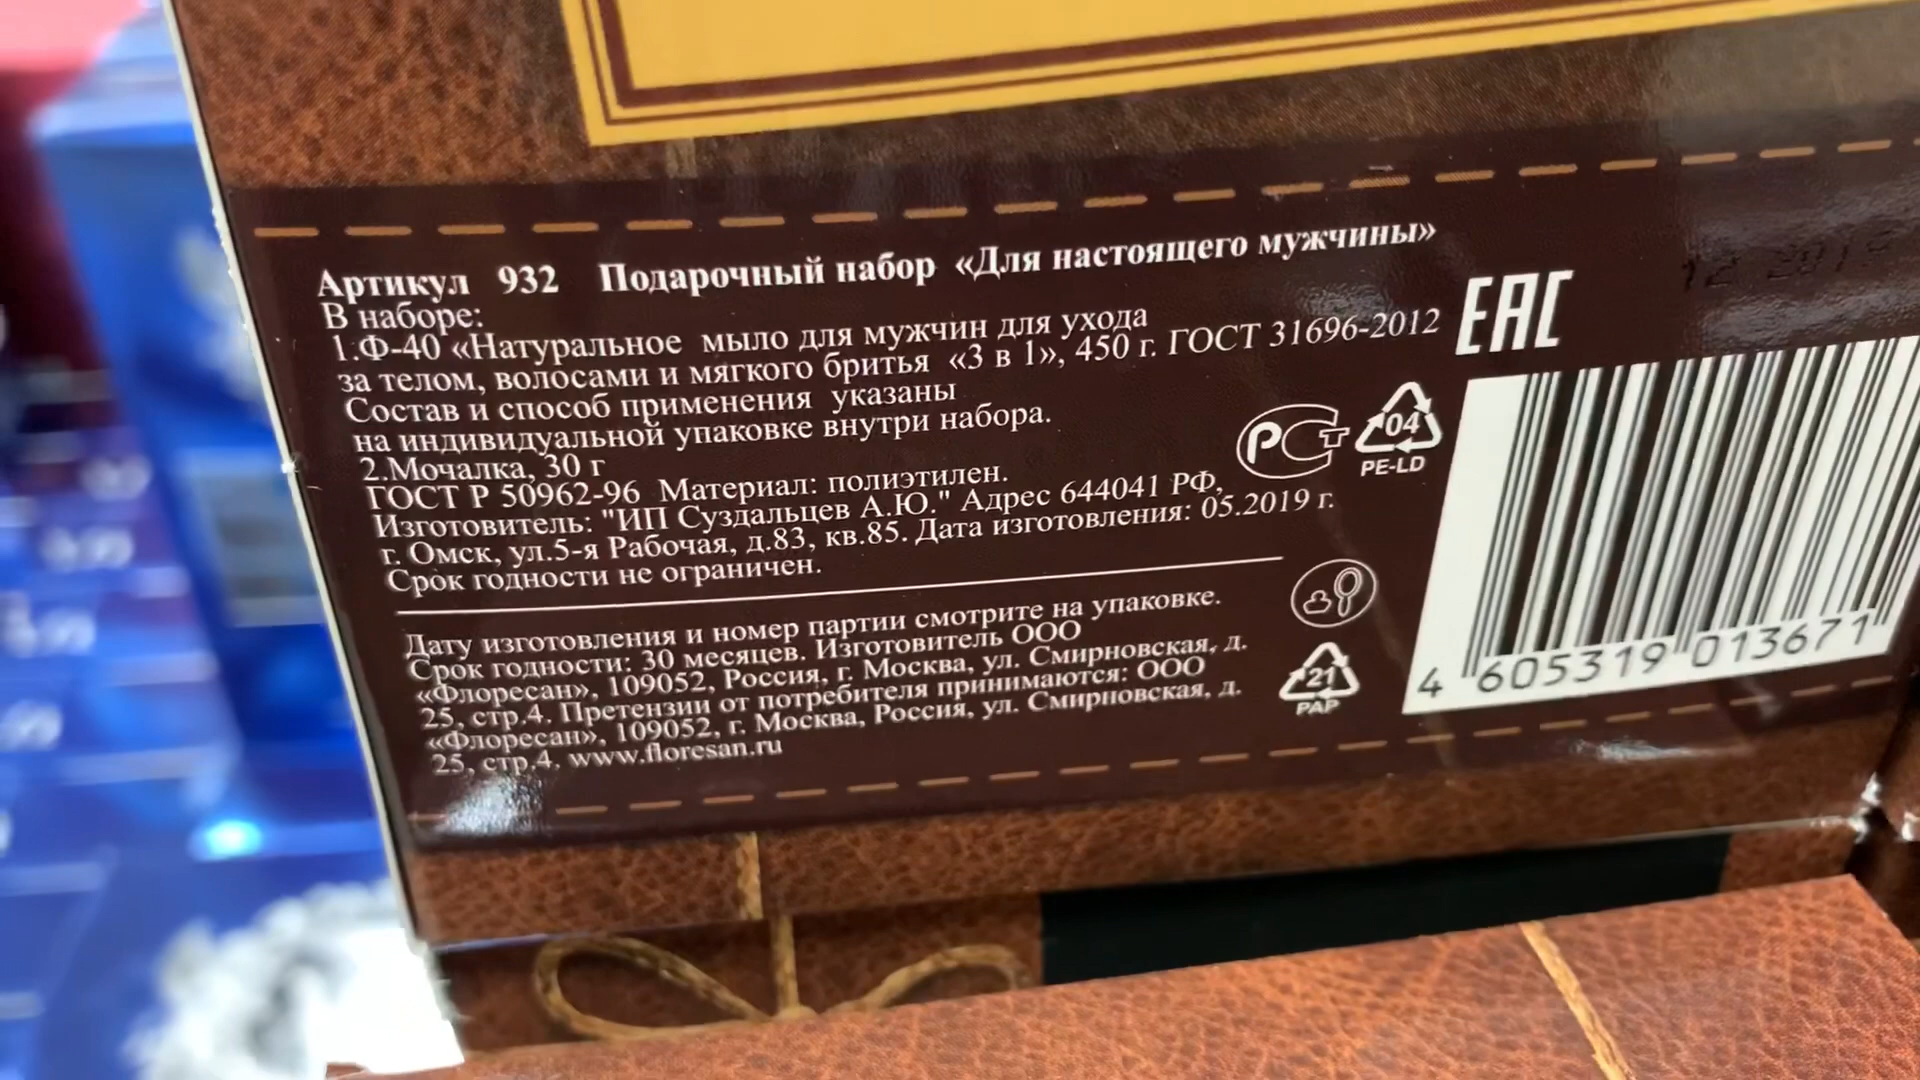 Артикул 932 Подарочный набор «Для настоящего мужчины»
В наборе:
1.Ф-40 «Натуральное мыло для мужчин для ухода
за телом, волосами и мягкого бритья «3 в 1», 450 г. ГОСТ 31696-2012
Состав и способ применения указаны
на индивидуальной упаковке внутри набора.
2.Мочалка, 30 г
ГОСТ Р 50962-96 Материал: полиэтилен.
Изготовитель: "ИП Суздальцев А.Ю." Адрес 644041 РФ,
г. Омск, ул.5-я Рабочая, д.83, кв.85. Дата изготовления: 05.2019 г.
Срок годности не ограничен.
Дату изготовления и номер партии смотрите на упаковке.
Срок годности: 30 месяцев. Изготовитель ООО
«Флоресан», 109052, Россия, г. Москва, ул. Смирновская, д.
25, стр.4. Претензии от потребителя принимаются: ООО
«Флоресан», 109052, г. Москва, Россия, ул. Смирновская, д.
25, стр.4, www.floresan.ru
EAC
РСТ
04
PE-LD
21
PAP
4 605319 013671